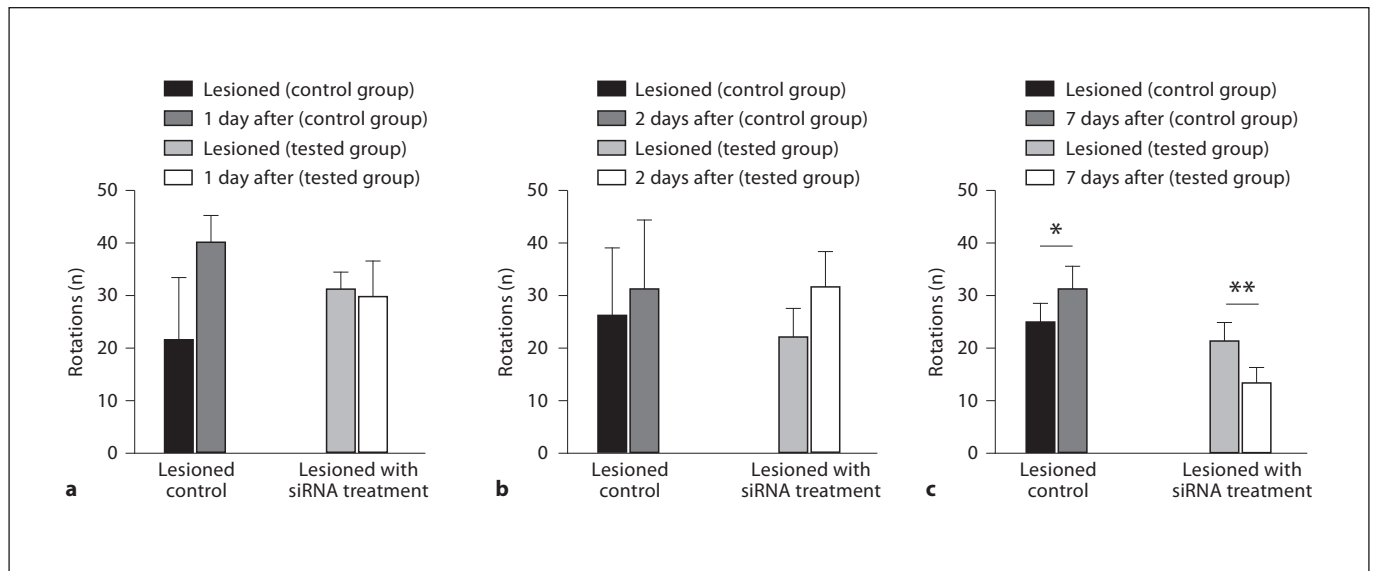 Lesioned (control group)
1 day after (control group)
Lesioned (tested group)
1 day after (tested group)
50
40
30
20
10
0
Rotations (n)
Lesioned
control
Lesioned with
siRNA treatment
a
Lesioned (control group)
2 days after (control group)
Lesioned (tested group)
2 days after (tested group)
50
40
30
20
10
0
Rotations (n)
Lesioned
control
Lesioned with
siRNA treatment
b
Lesioned (control group)
7 days after (control group)
Lesioned (tested group)
7 days after (tested group)
50
40
30
20
10
0
Rotations (n)
*
**
Lesioned
control
Lesioned with
siRNA treatment
c